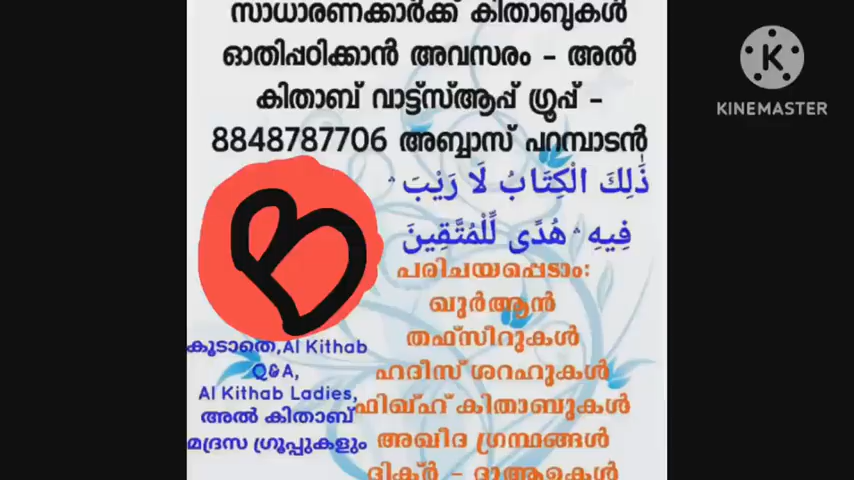 സാധാരണക്കാർക്ക് കിതാബുകൾ
ഓതിപ്പഠിക്കാൻ അവസരം - അൽ
കിതാബ് വാട്ട്സ്ആപ്പ് ഗ്രൂപ്പ് -
8848787706 അബ്ബാസ് പറമ്പാടൻ
ذَٰلِكَ الْكِتَابُ لَا رَيْبَ ۛ
فِيهِ ۛ هُدًى لِّلْمُتَّقِينَ
B
പരിചയപ്പെടാം:
ഖുർആൻ
തഫ്സീറുകൾ
ഹദീസ് ശറഹുകൾ
ഫിഖ്ഹ് കിതാബുകൾ
അഖീദ ഗ്രന്ഥങ്ങൾ
ദിക്ർ - ദുആളകൾ
കൂടാതെ,Al Kithab
Q&A,
Al Kithab Ladies,
അൽ കിതാബ്
മദ്രസ ഗ്രൂപ്പുകളും
K
KINEMASTER